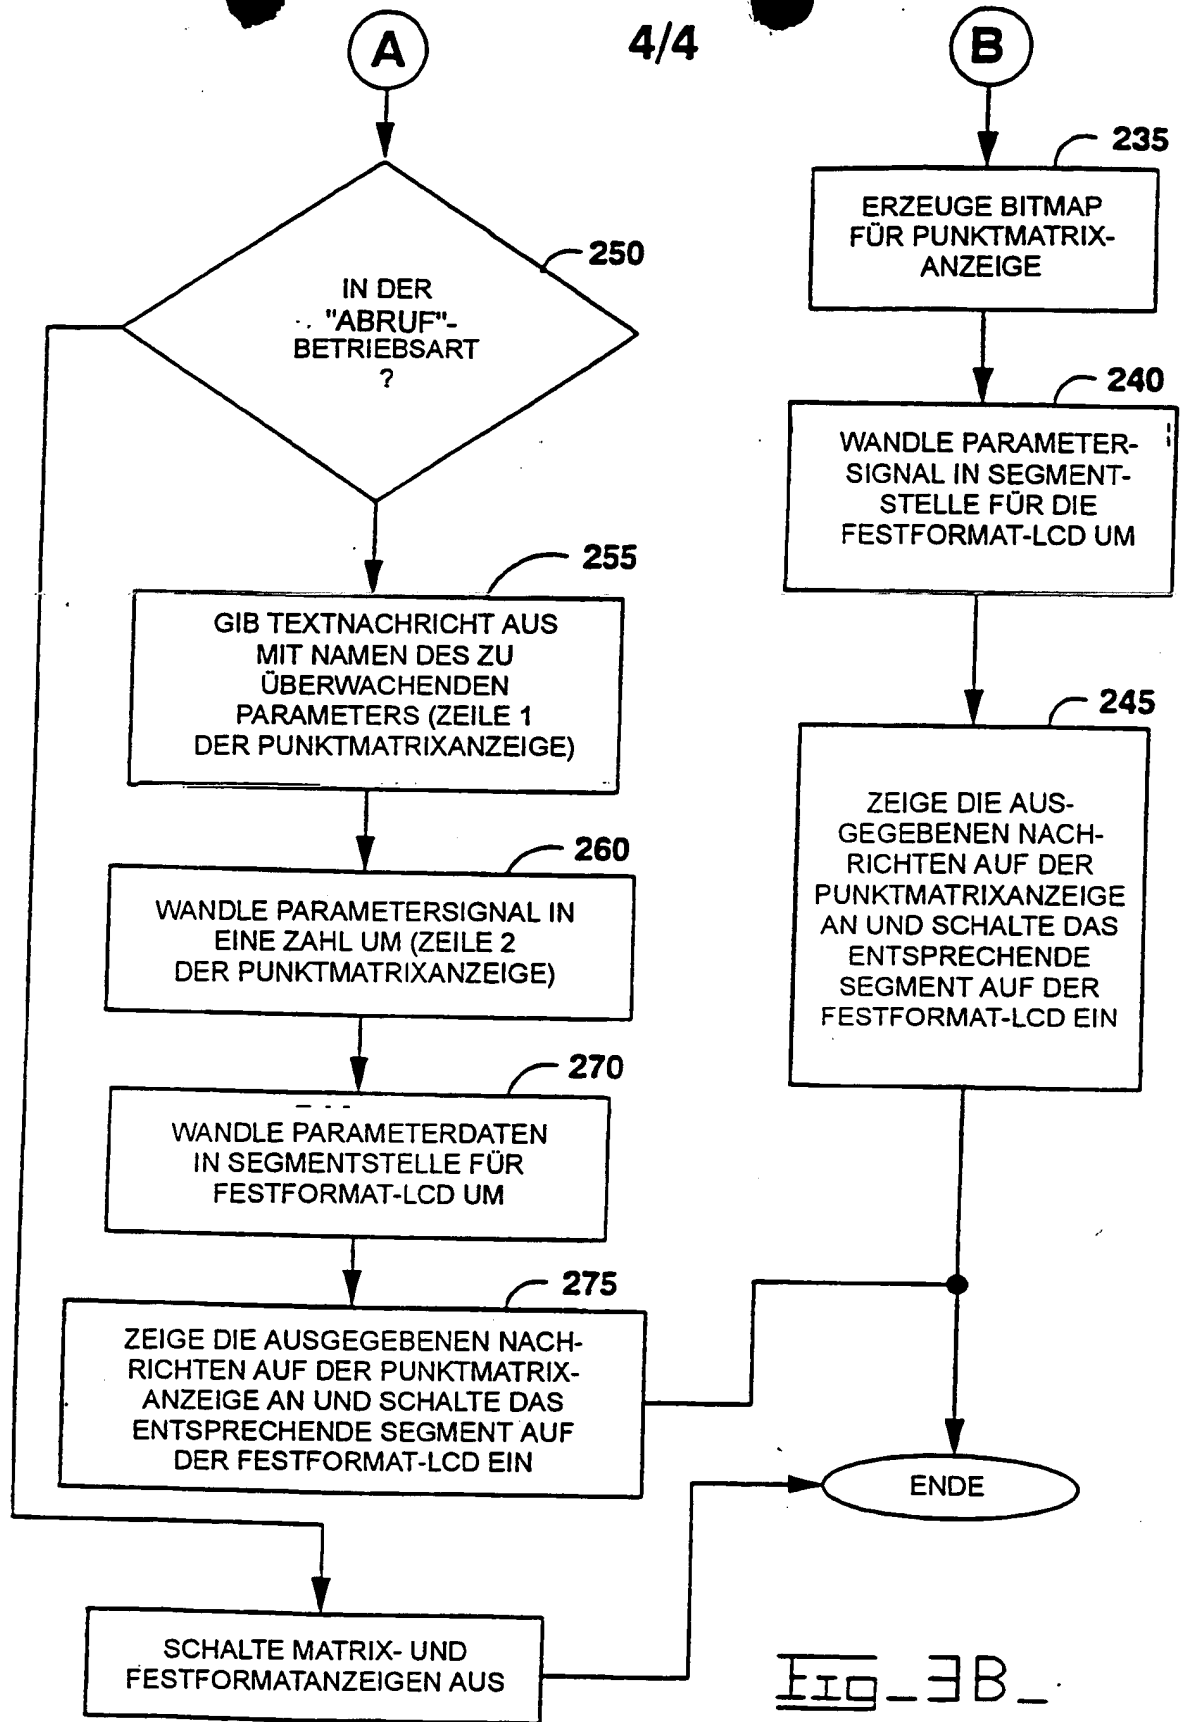 4/4
A
250
IN DER
"ABRUF"-
BETRIEBSART
?
255
GIB TEXTNACHRICHT AUS
MIT NAMEN DES ZU
ÜBERWACHENDEN
PARAMETERS (ZEILE 1
DER PUNKTMATRIXANZEIGE)
260
WANDLE PARAMETERSIGNAL IN
EINE ZAHL UM (ZEILE 2
DER PUNKTMATRIXANZEIGE)
270
WANDLE PARAMETERDATEN
IN SEGMENTSTELLE FÜR
FESTFORMAT-LCD UM
275
ZEIGE DIE AUSGEGEBENEN NACH-
RICHTEN AUF DER PUNKTMATRIX-
ANZEIGE AN UND SCHALTE DAS
ENTSPRECHENDE SEGMENT AUF
DER FESTFORMAT-LCD EIN
SCHALTE MATRIX- UND
FESTFORMATANZEIGEN AUS
B
235
ERZEUGE BITMAP
FÜR PUNKTMATRIX-
ANZEIGE
240
WANDLE PARAMETER-
SIGNAL IN SEGMENT-
STELLE FÜR DIE
FESTFORMAT-LCD UM
245
ZEIGE DIE AUS-
GEGEBENEN NACH-
RICHTEN AUF DER
PUNKTMATRIXANZEIGE
AN UND SCHALTE DAS
ENTSPRECHENDE
SEGMENT AUF DER
FESTFORMAT-LCD EIN
ENDE
Fig_3B_